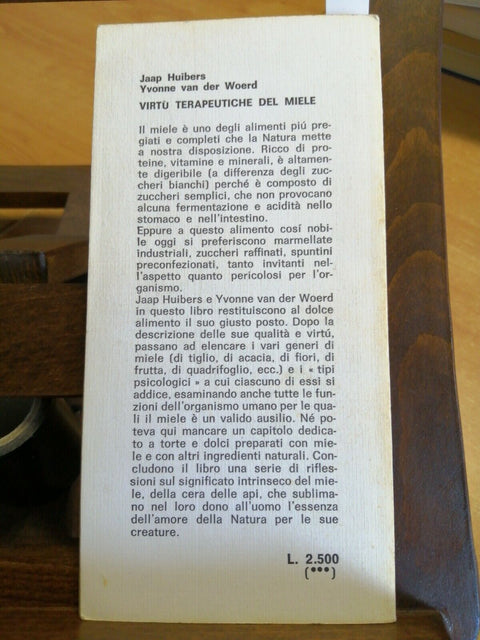 Jaap Huibers
Yvonne van der Woerd
VIRTÙ TERAPEUTICHE DEL MIELE
Il miele è uno degli alimenti piú pre-
giati e completi che la Natura mette
a nostra disposizione. Ricco di pro-
teine, vitamine e minerali, è altamen-
te digeribile (a differenza degli zuc-
cheri bianchi) perché è composto di
zuccheri semplici, che non provocano
alcuna fermentazione e acidità nello
stomaco e nell'intestino.
Eppure a questo alimento cosí nobi-
le oggi si preferiscono marmellate
industriali, zuccheri raffinati, spuntini
preconfezionati, tanto invitanti nel-
l'aspetto quanto pericolosi per l'or-
ganismo.
Jaap Huibers e Yvonne van der Woerd
in questo libro restituiscono al dolce
alimento il suo giusto posto. Dopo la
descrizione delle sue qualità e virtú,
passano ad elencare i vari generi di
miele (di tiglio, di acacia, di fiori, di
frutta, di quadrifoglio, ecc.) e i « tipi
psicologici » a cui ciascuno di essi si
addice, esaminando anche tutte le fun-
zioni dell'organismo umano per le qua-
li il miele è un valido ausilio. Né po-
teva qui mancare un capitolo dedica-
to a torte e dolci preparati con mie-
le e con altri ingredienti naturali. Con-
cludono il libro una serie di rifles-
sioni sul significato intrinseco del mie-
le, della cera delle api, che sublima-
no nel loro dono all'uomo l'essenza
dell'amore della Natura per le sue
creature.
L. 2.500
(•••)